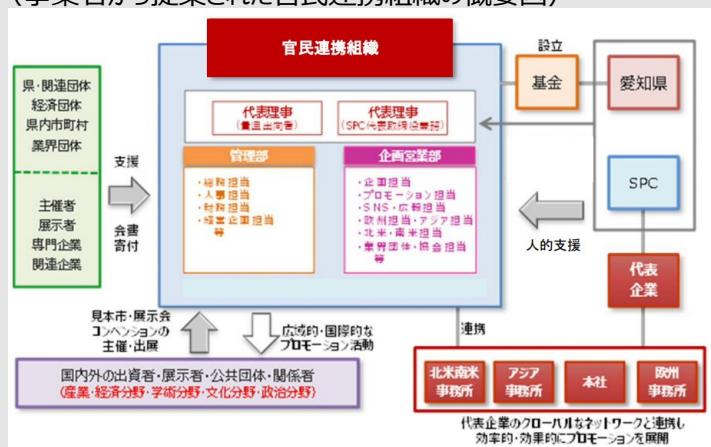 （事業者から提案された官民連携組織の概要図）
官民連携組織
設立
基金
愛知県
県・関連団体
経済団体
県内市町村
業界団体
主催者
展示者
専門企業
関連企業
支援
会費
寄付
代表理事
代表理事
（SPC代表取締役兼務）
管理部
・総務担当
・人事担当
・財務担当
・経営企画担当
等
企画営業部
・企画担当
・プロモーション担当
・SNS・広報担当
・欧州担当・アジア担当
・北米・南米担当
・業界団体・協会担当
等
SPC
人的支援
代表
企業
見本市・展示会
コンベンションの
主催・出展
広域的・国際的な
プロモーション活動
連携
国内外の出資者・展示者・公共団体・関係者
（産業・経済分野・学術分野・文化分野・政治分野）
北米南米
事務所
アジア
事務所
本社
欧州
事務所
代表企業のグローバルなネットワークと連携し
効率的・効果的にプロモーションを展開